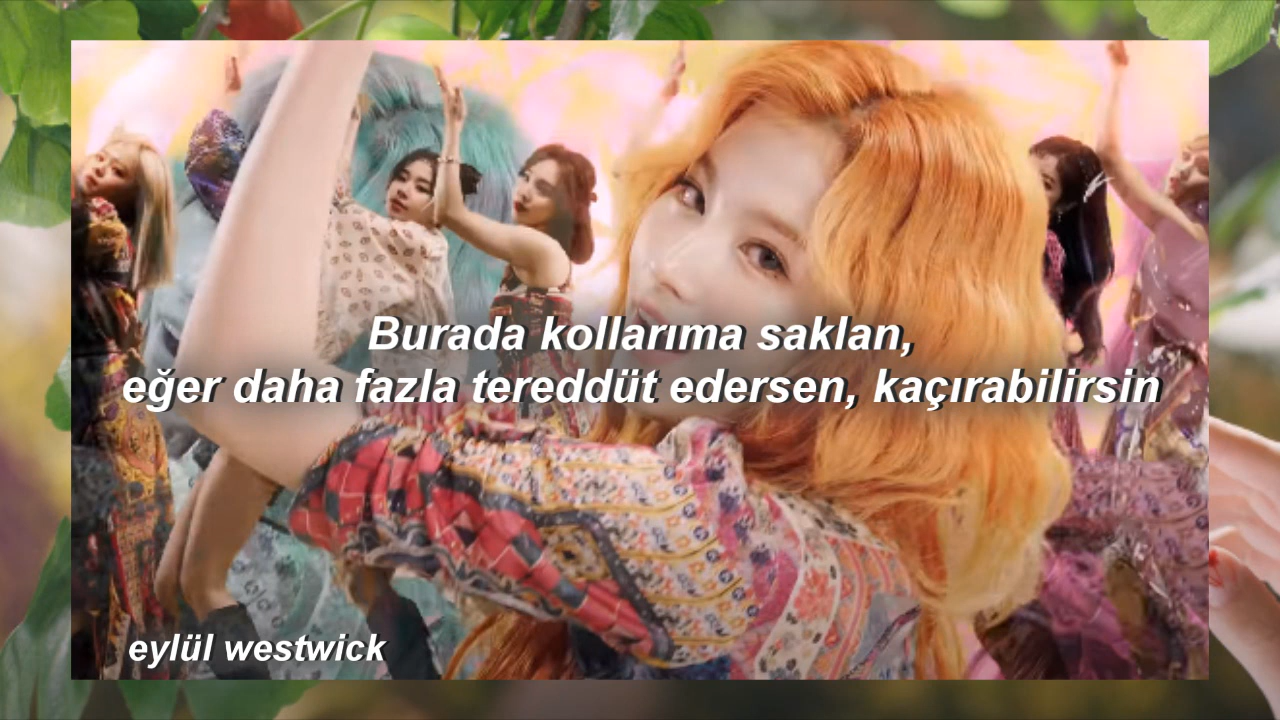 Burada kollarıma saklan,
eğer daha fazla tereddüt edersen, kaçırabilirsin
eylül westwick